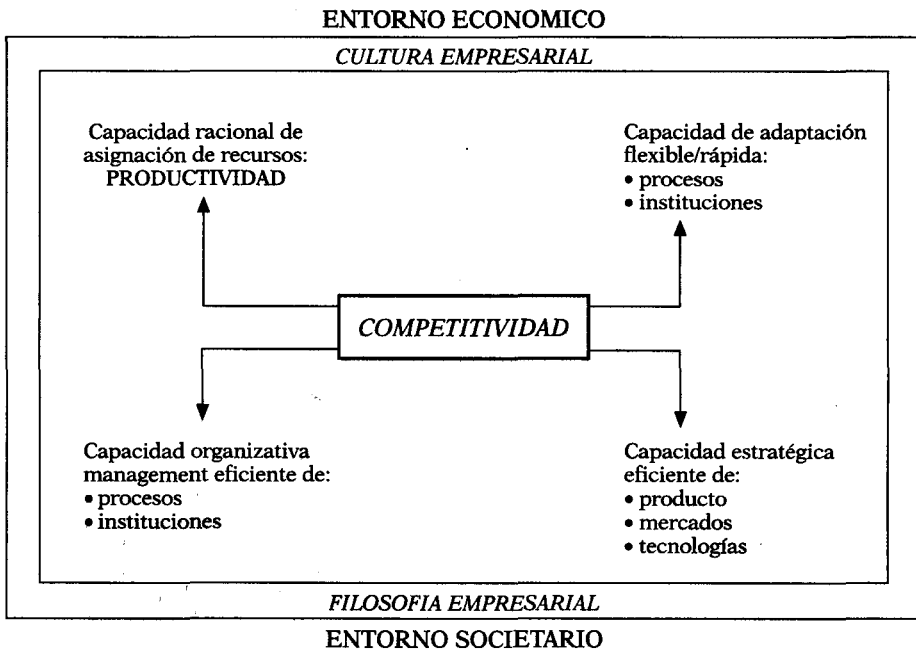 ENTORNO ECONOMICO
CULTURA EMPRESARIAL
Capacidad racional de
asignación de recursos:
PRODUCTIVIDAD
Capacidad de adaptación
flexible/rápida:
• procesos
• instituciones
COMPETITIVIDAD
Capacidad organizativa
management eficiente de:
• procesos
• instituciones
Capacidad estratégica
eficiente de:
• producto
• mercados
• tecnologías
FILOSOFIA EMPRESARIAL
ENTORNO SOCIETARIO